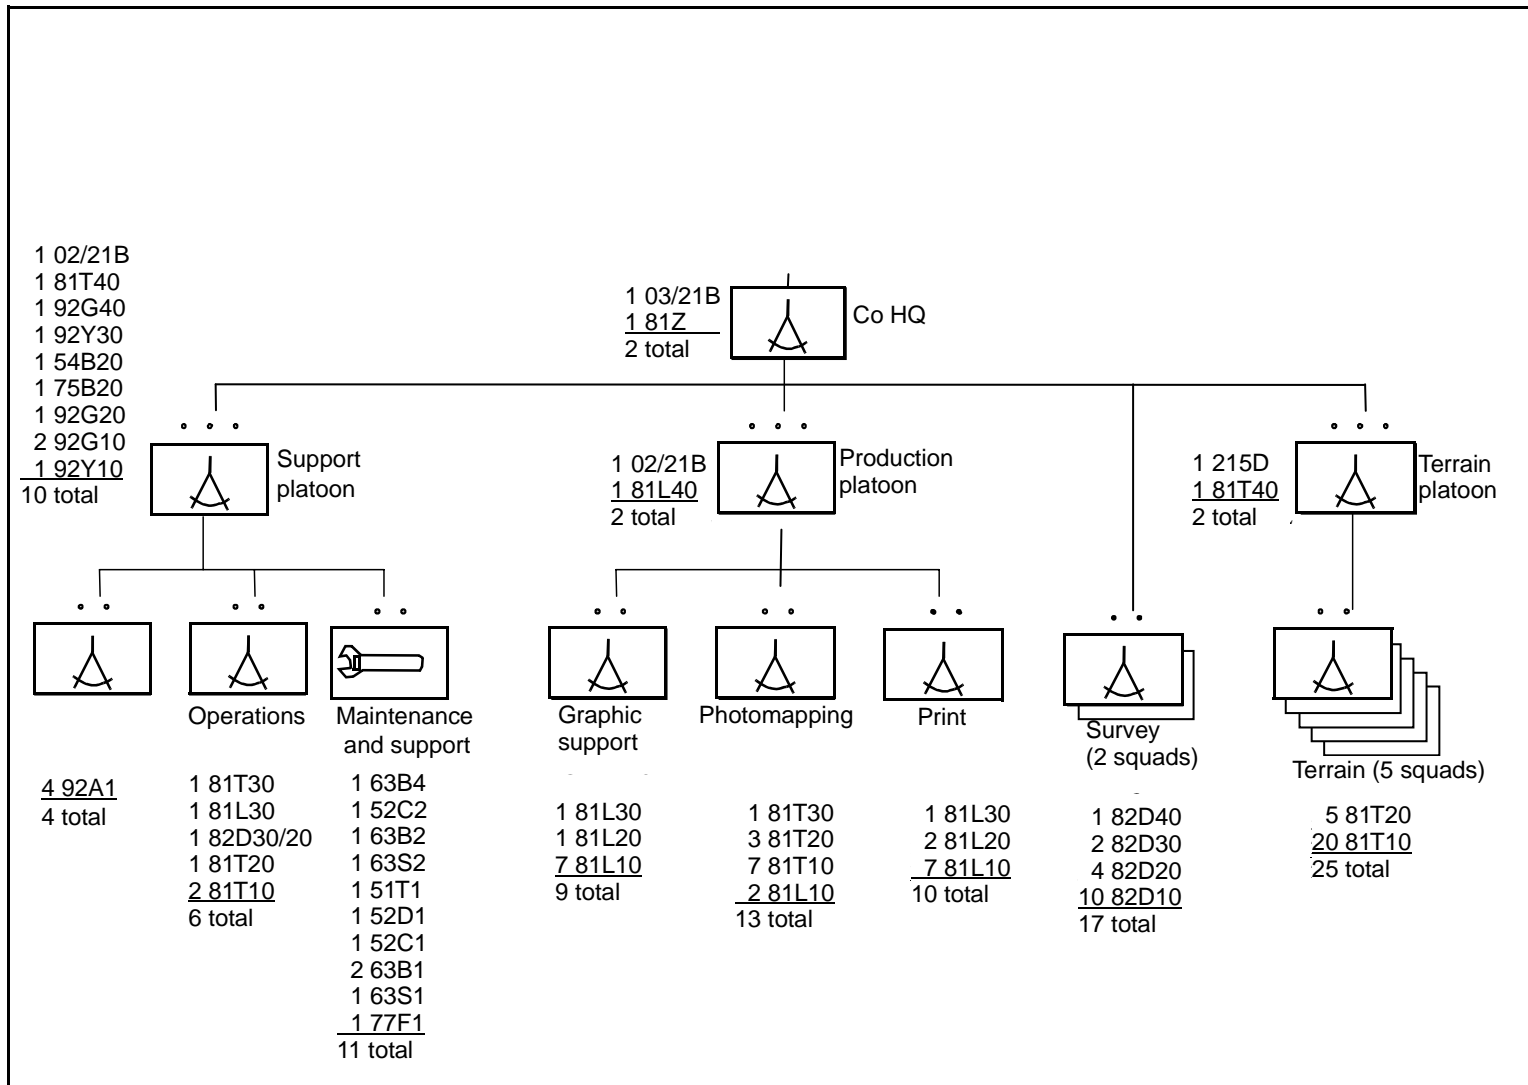 1 02/21B
1 81T40
1 92G40
1 92Y30
1 54B20
1 75B20
1 92G20
2 92G10
1 92Y10
10 total
Support
platoon
1 03/21B
1 81Z
2 total
Co HQ
1 02/21B
1 81L40
2 total
Production
platoon
1 215D
1 81T40
2 total
Terrain
platoon
4 92A1
4 total
Operations
1 81T30
1 81L30
1 82D30/20
1 81T20
2 81T10
6 total
Maintenance
and support
1 63B4
1 52C2
1 63B2
1 63S2
1 51T1
1 52D1
1 52C1
2 63B1
1 63S1
1 77F1
11 total
Graphic
support
1 81L30
1 81L20
7 81L10
9 total
Photomapping
1 81T30
3 81T20
7 81T10
2 81L10
13 total
Print
1 81L30
2 81L20
7 81L10
10 total
Survey
(2 squads)
1 82D40
2 82D30
4 82D20
10 82D10
17 total
Terrain (5 squads)
5 81T20
20 81T10
25 total